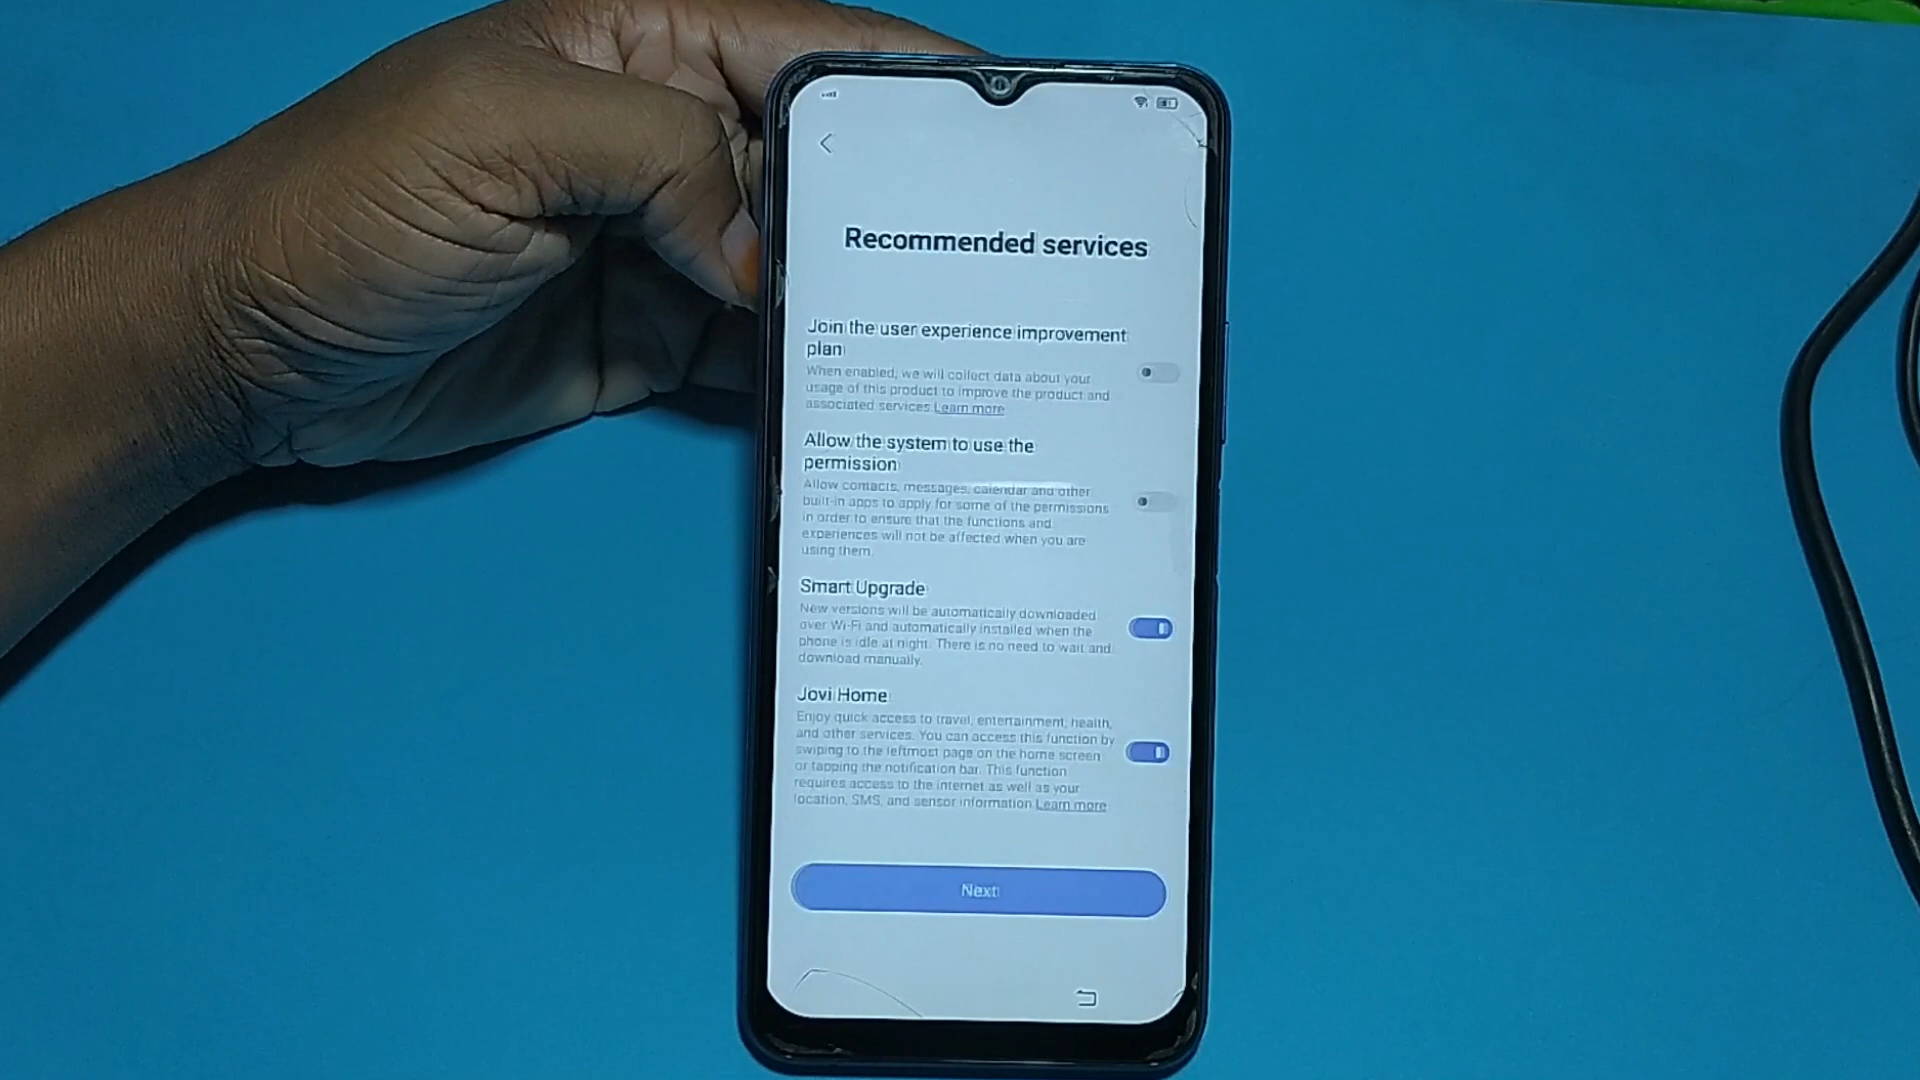 Recommended services
Join the user experience improvement
plan
When enabled, we will collect data about your
usage of this product to improve the product and
associated services Learn more
Allow the system to use the
permission
Allow contacts, messages, calendar and other
built-in apps to apply for some of the permissions
in order to ensure that the functions and
experiences will not be affected when you are
using them.
Smart Upgrade
New versions will be automatically downloaded
over Wi-Fi and automatically installed when the
phone is idle at night. There is no need to wait and
download manually.
Jovi Home
Enjoy quick access to travel, entertainment, health,
and other services. You can access this function by
swiping to the leftmost page on the home screen
or tapping the notification bar. This function
requires access to the internet as well as your
location, SMS, and sensor information Learn more
Next